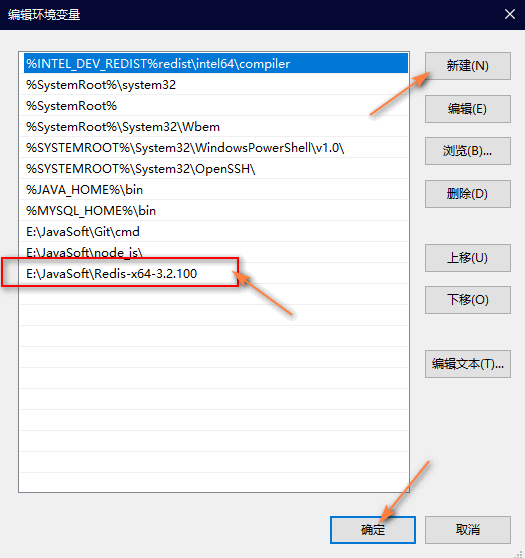 编辑环境变量
%INTEL_DEV_REDIST%redist\intel64\compiler
%SystemRoot%\system32
%SystemRoot%
%SystemRoot%\System32\Wbem
%SYSTEMROOT%\System32\WindowsPowerShell\v1.0\
%SYSTEMROOT%\System32\OpenSSH\
%JAVA_HOME%\bin
%MYSQL_HOME%\bin
E:\JavaSoft\Git\cmd
E:\JavaSoft\node_js\
E:\JavaSoft\Redis-x64-3.2.100
新建(N)
编辑(E)
浏览(B)...
删除(D)
上移(U)
下移(O)
编辑文本(T)...
确定
取消